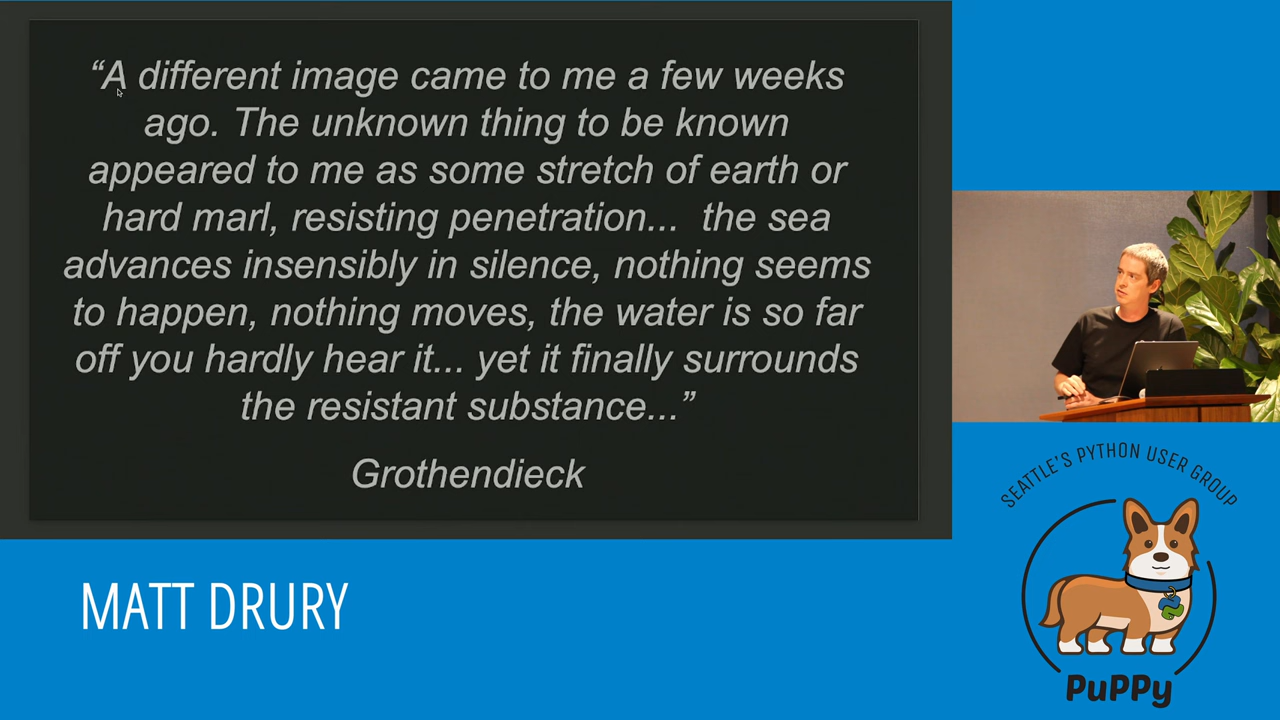 “A different image came to me a few weeks
ago. The unknown thing to be known
appeared to me as some stretch of earth or
hard marl, resisting penetration...  the sea
advances insensibly in silence, nothing seems
to happen, nothing moves, the water is so far
off you hardly hear it... yet it finally surrounds
the resistant substance...”
Grothendieck
MATT DRURY
SEATTLE'S PYTHON USER GROUP
PuPPy